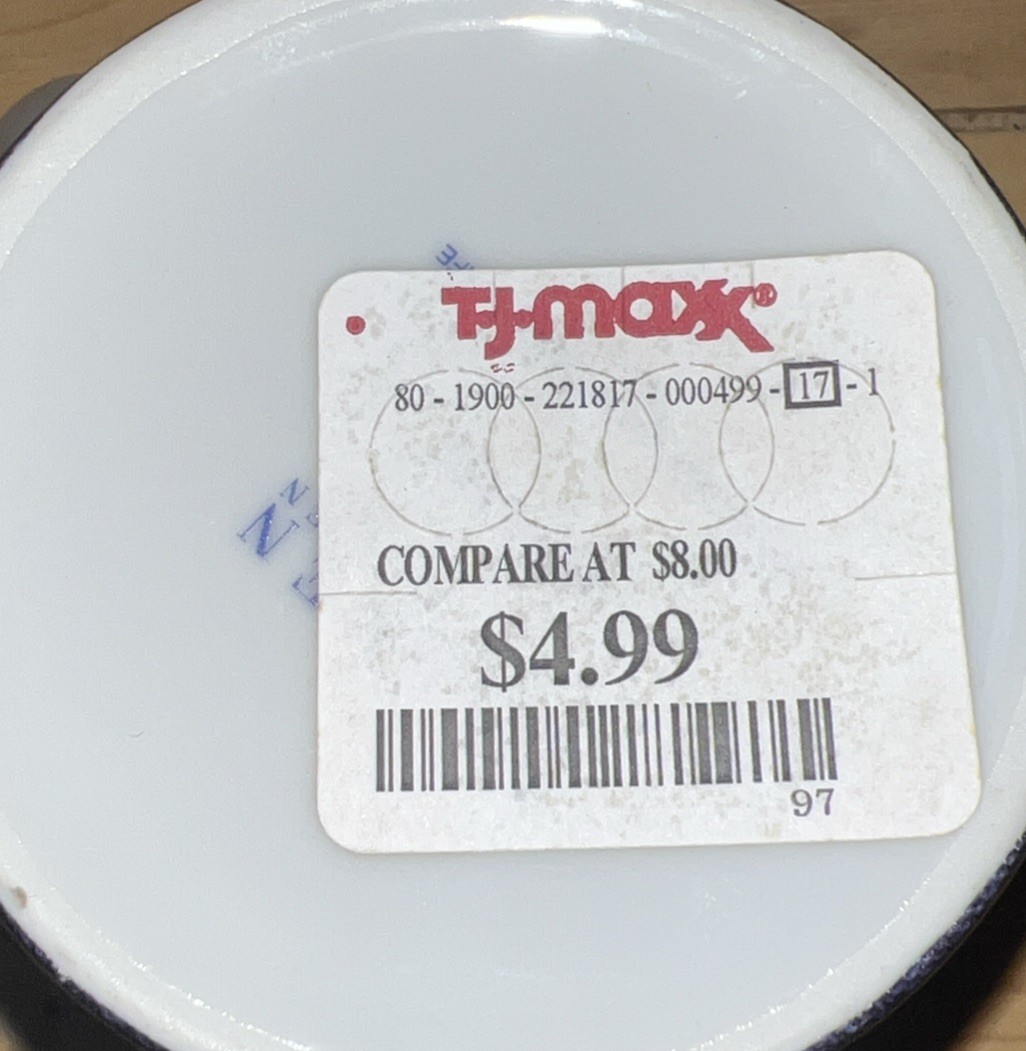 T•J•maxx®
80 - 1900 - 221817 - 000499 - 17 - 1
COMPARE AT $8.00
$4.99
97